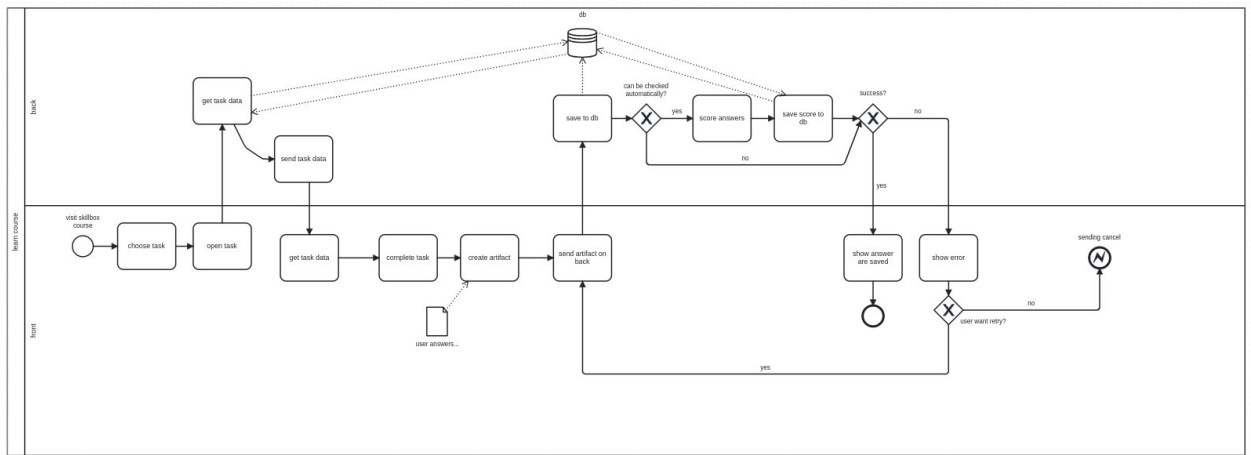 db
can be checked
automatically?
success?
get task data
back
save to db
yes
score answers
save score to
db
no
send task data
no
yes
learn course
visit skillbox
course
choose task
open task
get task data
complete task
create artifact
send artifact on
back
show answer
are saved
show error
sending cancel
front
user answers...
no
user want retry?
yes